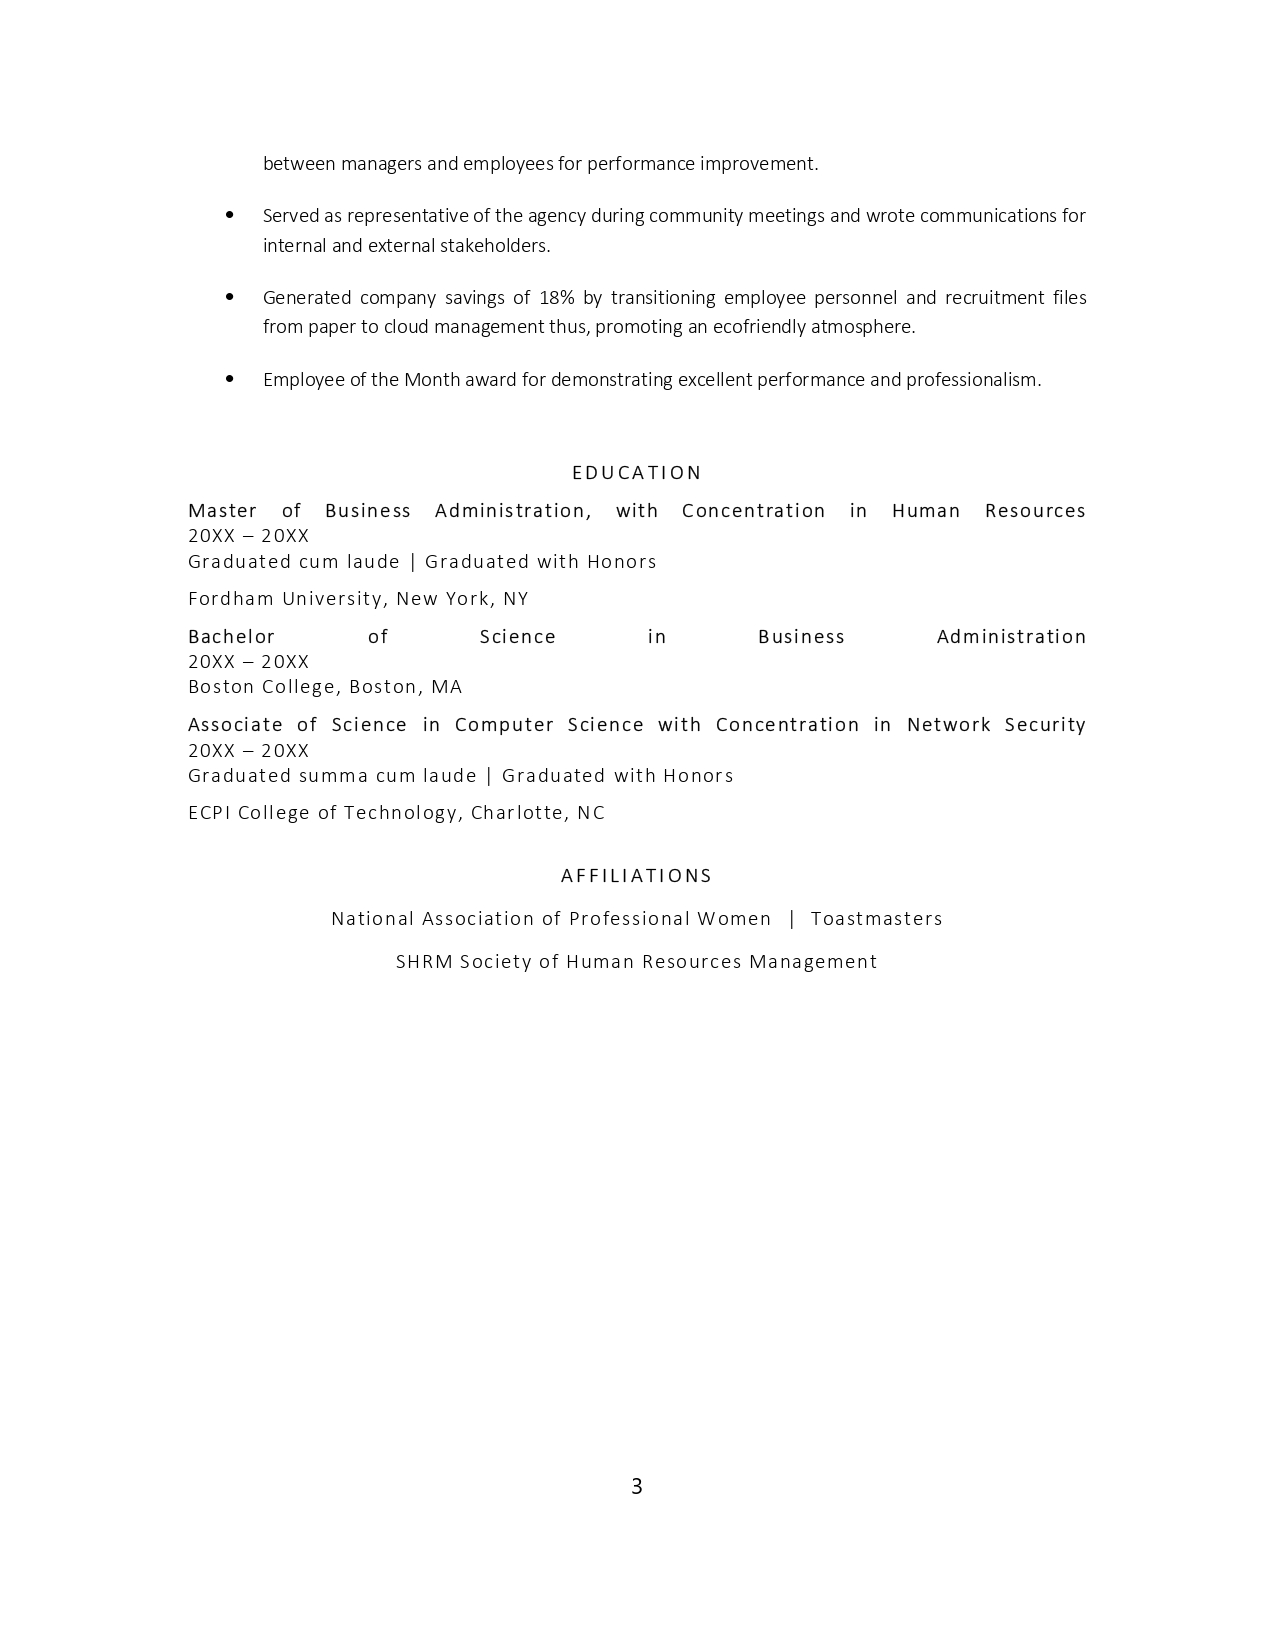 between managers and employees for performance improvement.
• Served as representative of the agency during community meetings and wrote communications for
internal and external stakeholders.
• Generated company savings of 18% by transitioning employee personnel and recruitment files
from paper to cloud management thus, promoting an ecofriendly atmosphere.
• Employee of the Month award for demonstrating excellent performance and professionalism.
EDUCATION
Master of Business Administration, with Concentration in Human Resources
20XX – 20XX
Graduated cum laude | Graduated with Honors
Fordham University, New York, NY
Bachelor of Science in Business Administration
20XX – 20XX
Boston College, Boston, MA
Associate of Science in Computer Science with Concentration in Network Security
20XX – 20XX
Graduated summa cum laude | Graduated with Honors
ECPI College of Technology, Charlotte, NC
AFFILIATIONS
National Association of Professional Women | Toastmasters
SHRM Society of Human Resources Management
3